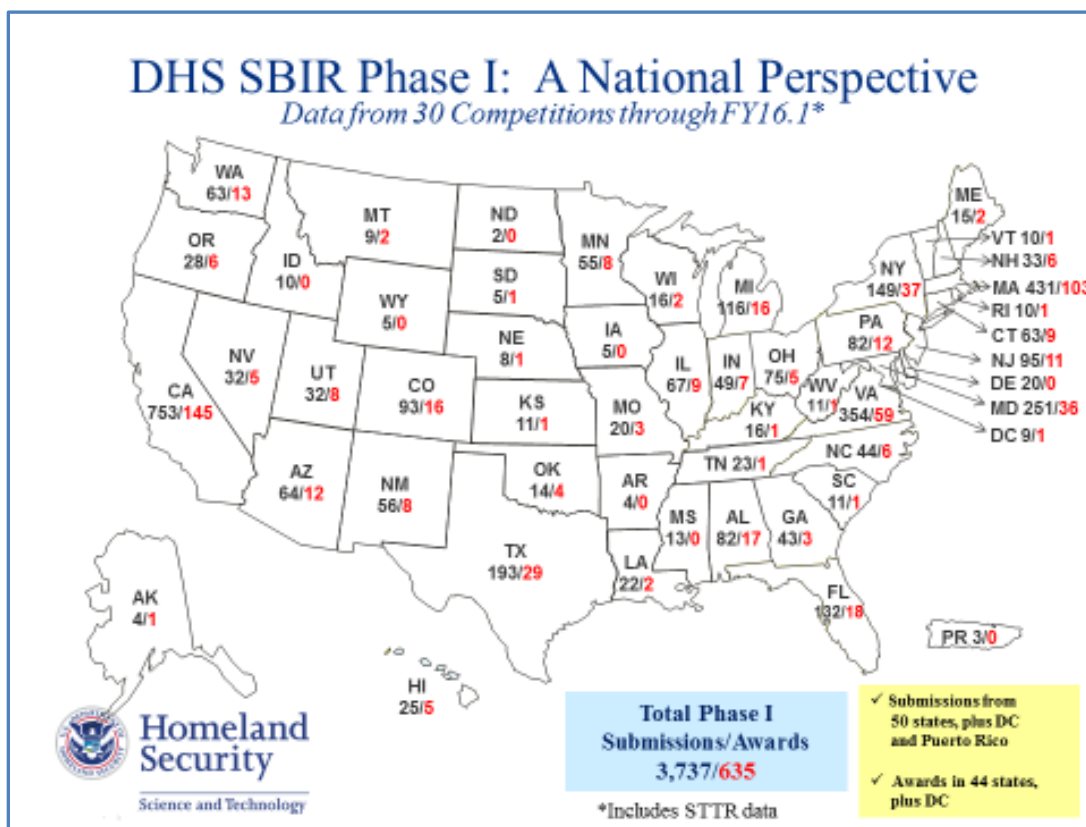 DHS SBIR Phase I: A National Perspective
Data from 30 Competitions through FY16.1*
WA
63/13
OR
28/6
ID
10/0
MT
9/2
ND
2/0
MN
55/8
SD
5/1
WY
5/0
WI
16/2
MI
116/16
NY
149/37
ME
15/2
VT 10/1
NH 33/6
MA 431/103
RI 10/1
CT 63/9
NJ 95/11
DE 20/0
MD 251/36
DC 9/1
PA
82/12
NE
8/1
IA
5/0
IL
67/9
IN
49/7
OH
75/5
WV
11/1
VA
354/59
CA
753/145
NV
32/5
UT
32/8
CO
93/16
KS
11/1
MO
20/3
KY
16/1
NC 44/6
TN 23/1
SC
11/1
AZ
64/12
NM
56/8
OK
14/4
AR
4/0
MS
13/0
AL
82/17
GA
43/3
TX
193/29
LA
22/2
FL
132/18
AK
4/1
HI
25/5
PR 3/0
Homeland
Security
Science and Technology
Total Phase I
Submissions/Awards
3,737/635
*Includes STTR data
✓ Submissions from
50 states, plus DC
and Puerto Rico
✓ Awards in 44 states,
plus DC